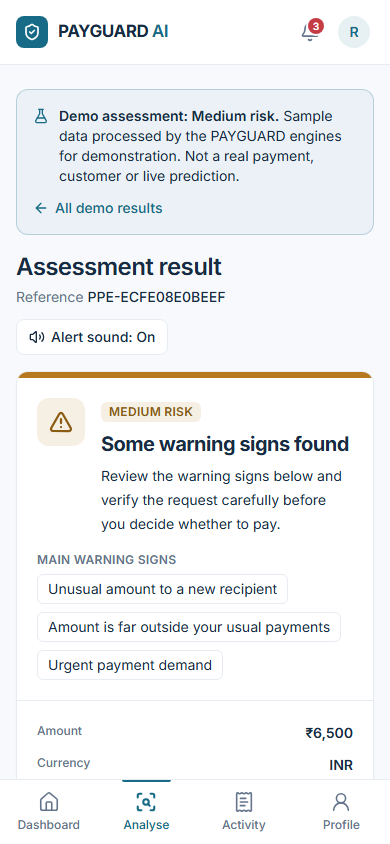 PAYGUARD AI
3
R
Demo assessment: Medium risk. Sample
data processed by the PAYGUARD engines
for demonstration. Not a real payment,
customer or live prediction.
All demo results
Assessment result
Reference PPE-ECFE08E0BEEF
Alert sound: On
MEDIUM RISK
Some warning signs found
Review the warning signs below and
verify the request carefully before
you decide whether to pay.
MAIN WARNING SIGNS
Unusual amount to a new recipient
Amount is far outside your usual payments
Urgent payment demand
Amount ₹6,500
Currency INR
Dashboard Analyse Activity Profile